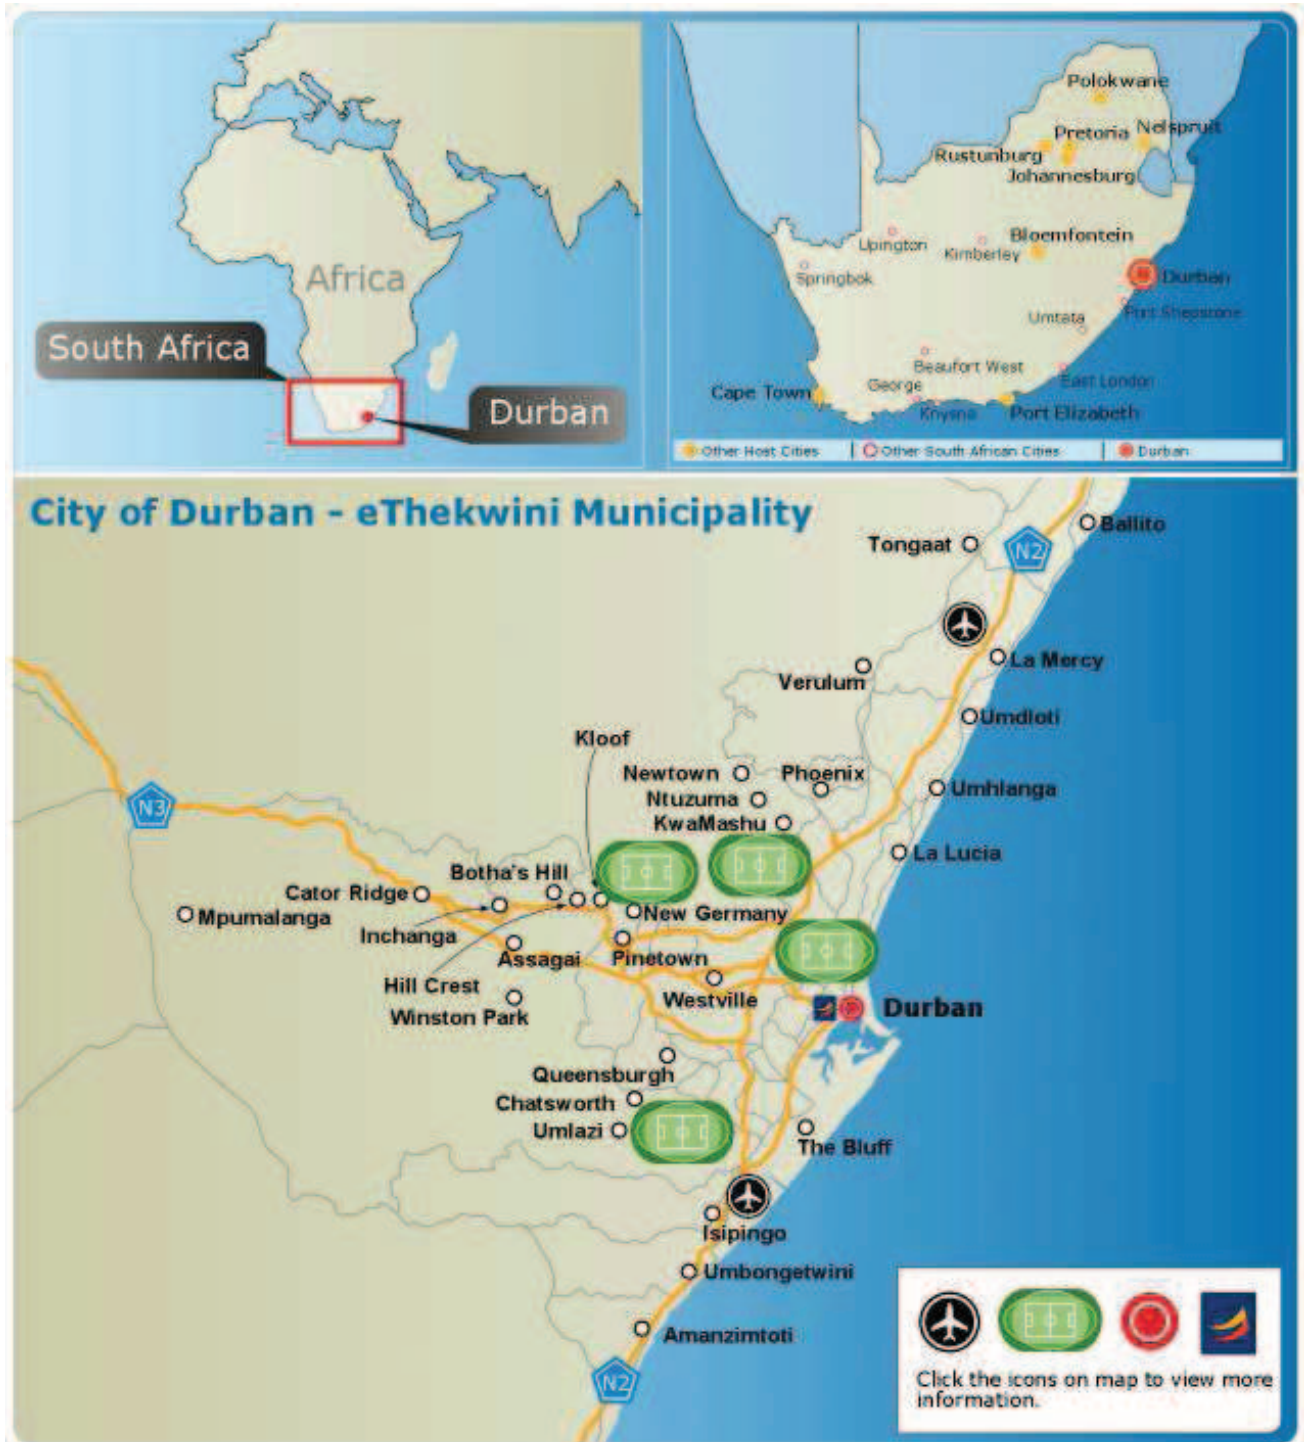 Africa
South Africa
Durban
Polokwane
Pretoria
Nelspruit
Rustunburg
Johannesburg
Bloemfontein
Upington
Kimberley
Springbok
Durban
Port Shepstone
Umtata
Beaufort West
East London
George
Cape Town
Knysna
Port Elizabeth
Other Host Cities
Other South African Cities
Durban
City of Durban - eThekwini Municipality
Ballito
Tongaat
N2
La Mercy
Verulum
Umdloti
Kloof
Newtown
Phoenix
Umhlanga
Ntuzuma
N3
KwaMashu
La Lucia
Botha's Hill
Cator Ridge
Mpumalanga
New Germany
Inchanga
Assagai
Pinetown
Hill Crest
Westville
Winston Park
Durban
Queensburgh
Chatsworth
Umlazi
The Bluff
Isipingo
Umbongetwini
Amanzimtoti
N2
Click the icons on map to view more
information.